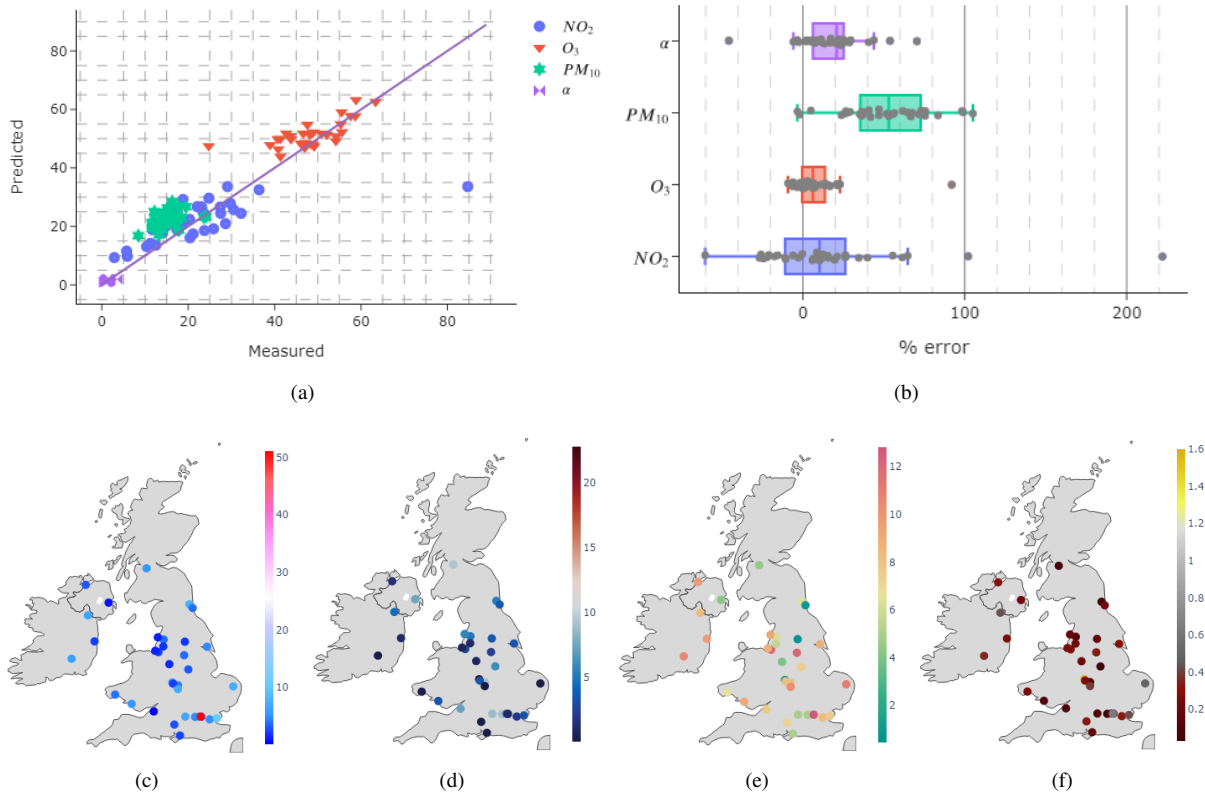 80
60
40
20
0
Predicted
0
20
40
60
80
Measured
NO₂
O₃
PM₁₀
α
(a)
α
PM₁₀
O₃
NO₂
0
100
200
% error
(b)
50
40
30
20
10
(c)
20
15
10
5
(d)
12
10
8
6
4
2
(e)
1.6
1.4
1.2
1
0.8
0.6
0.4
0.2
(f)